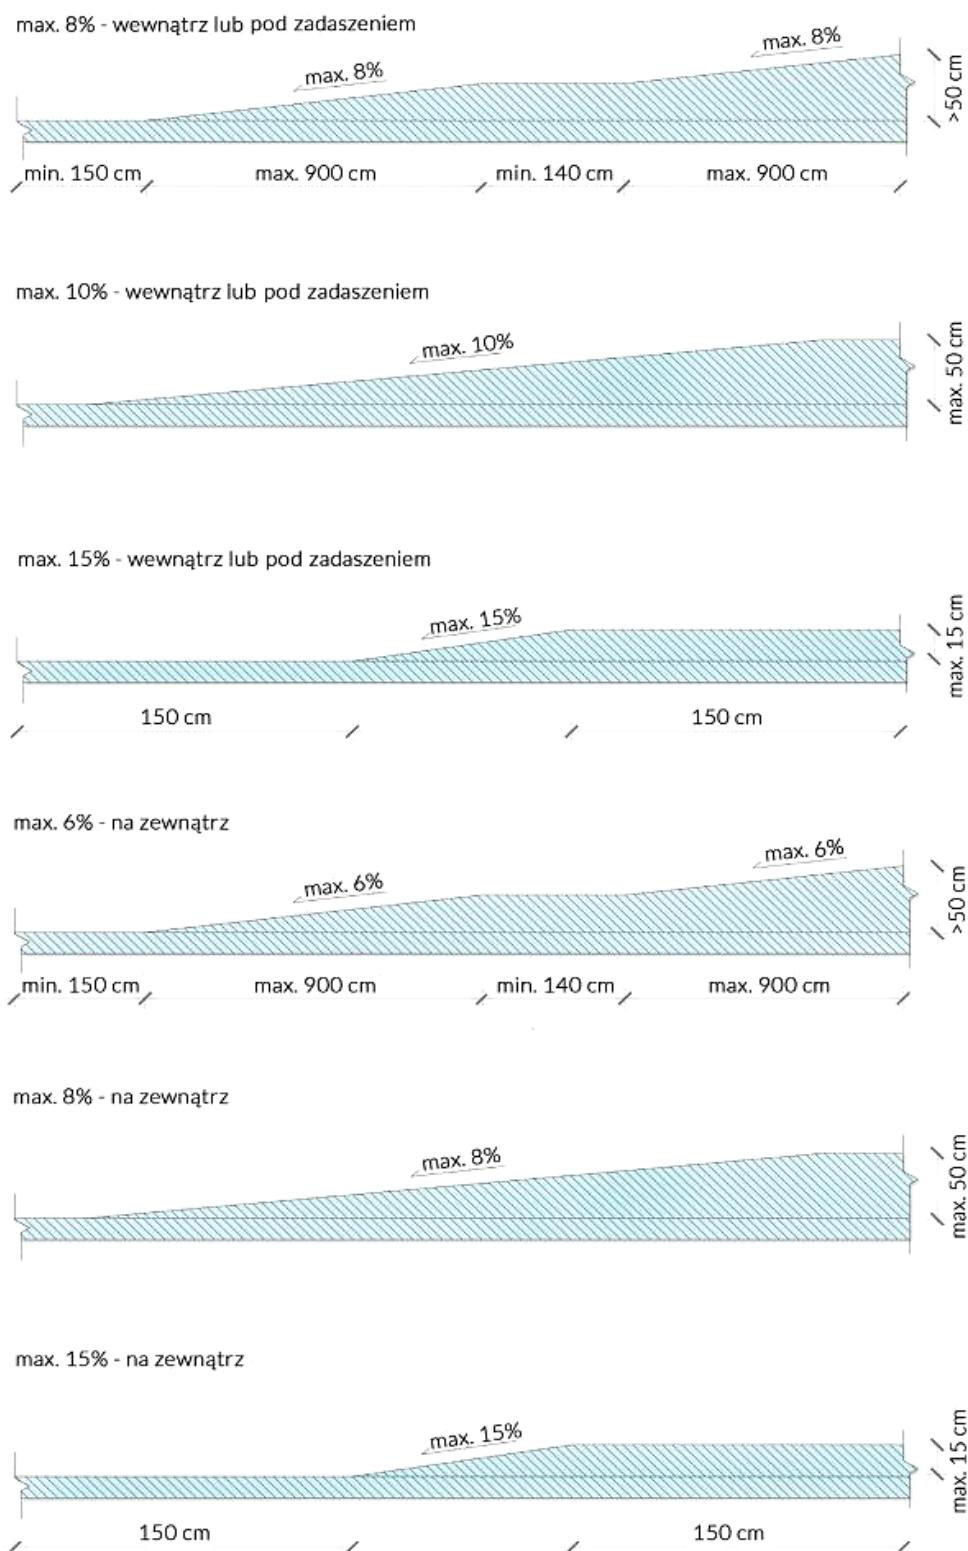 max. 8% - wewnątrz lub pod zadaszeniem
max. 8%
max. 8%
>50 cm
min. 150 cm
max. 900 cm
min. 140 cm
max. 900 cm
max. 10% - wewnątrz lub pod zadaszeniem
max. 10%
max. 50 cm
max. 15% - wewnątrz lub pod zadaszeniem
max. 15%
max. 15 cm
150 cm
150 cm
max. 6% - na zewnątrz
max. 6%
max. 6%
>50 cm
min. 150 cm
max. 900 cm
min. 140 cm
max. 900 cm
max. 8% - na zewnątrz
max. 8%
max. 50 cm
max. 15% - na zewnątrz
max. 15%
max. 15 cm
150 cm
150 cm